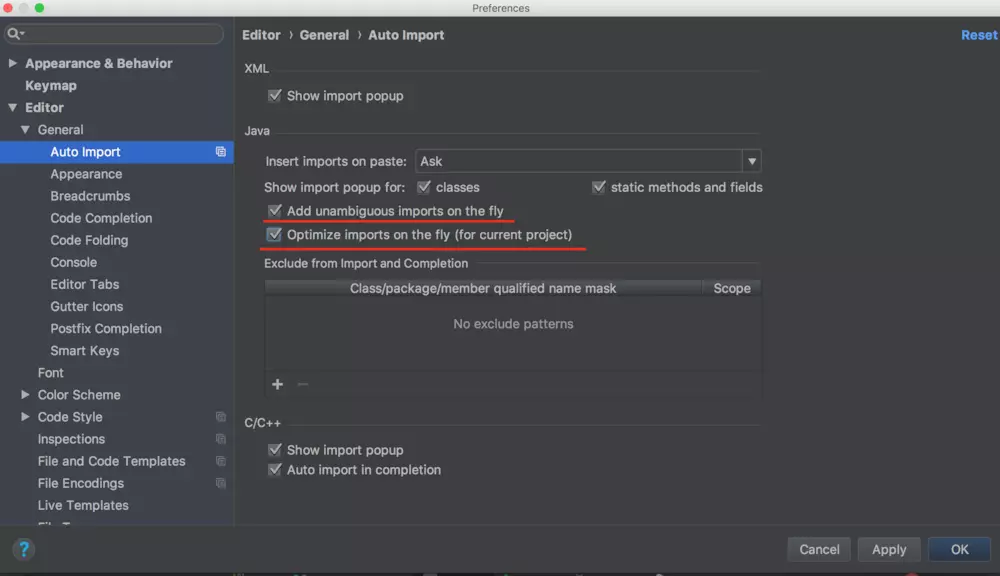 Preferences
Editor › General › Auto Import
Reset
Appearance & Behavior
Keymap
Editor
General
Auto Import
Appearance
Breadcrumbs
Code Completion
Code Folding
Console
Editor Tabs
Gutter Icons
Postfix Completion
Smart Keys
Font
Color Scheme
Code Style
Inspections
File and Code Templates
File Encodings
Live Templates
XML
Show import popup
Java
Insert imports on paste: Ask
Show import popup for: classes static methods and fields
Add unambiguous imports on the fly
Optimize imports on the fly (for current project)
Exclude from Import and Completion
Class/package/member qualified name mask Scope
No exclude patterns
C/C++
Show import popup
Auto import in completion
?
Cancel Apply OK